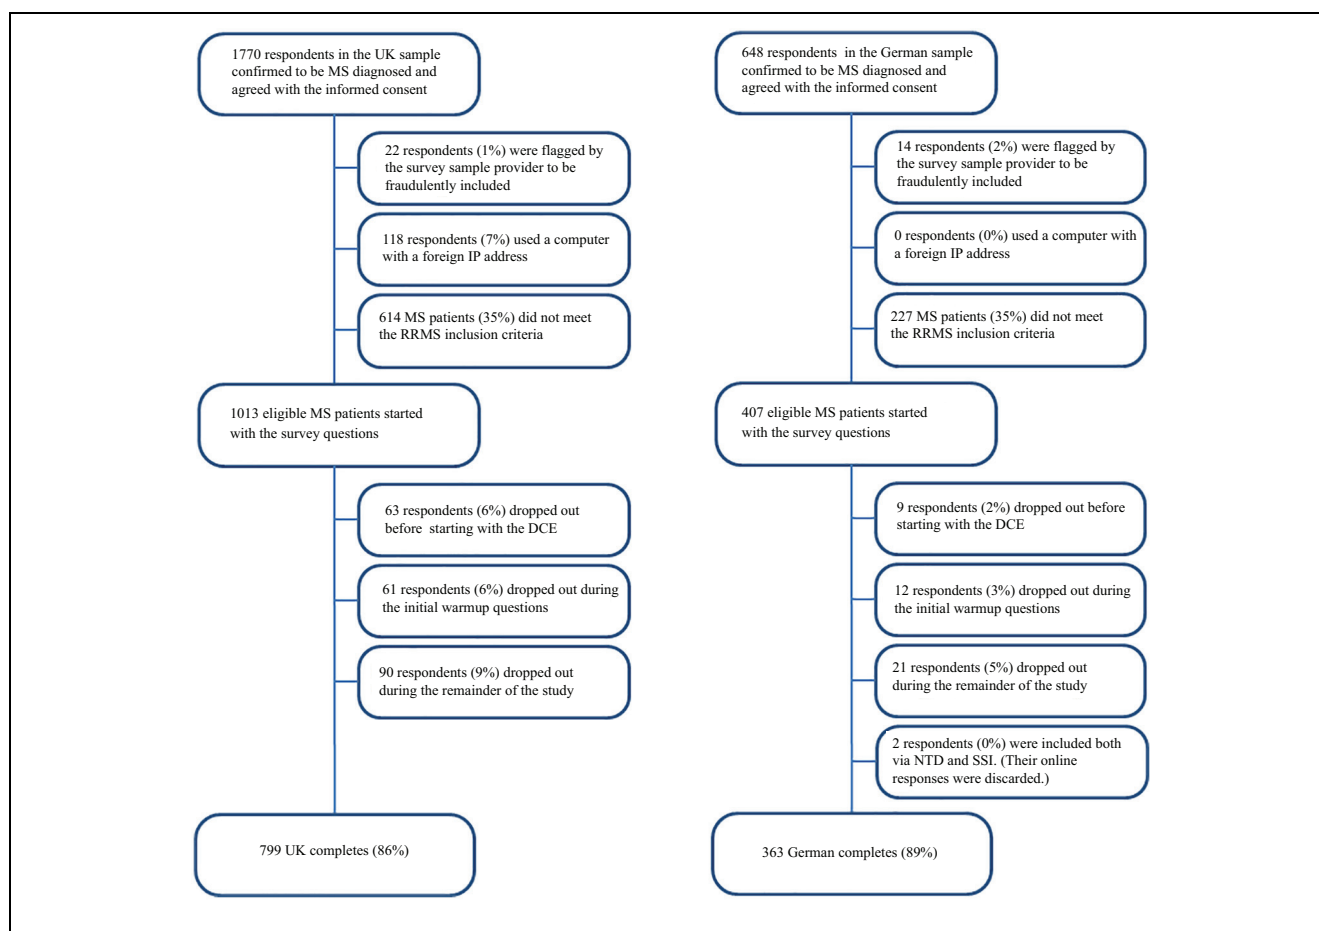 1770 respondents in the UK sample
confirmed to be MS diagnosed and
agreed with the informed consent
22 respondents (1%) were flagged by
the survey sample provider to be
fraudulently included
118 respondents (7%) used a computer
with a foreign IP address
614 MS patients (35%) did not meet
the RRMS inclusion criteria
1013 eligible MS patients started
with the survey questions
63 respondents (6%) dropped out
before starting with the DCE
61 respondents (6%) dropped out during
the initial warmup questions
90 respondents (9%) dropped out
during the remainder of the study
799 UK completes (86%)
648 respondents in the German sample
confirmed to be MS diagnosed and
agreed with the informed consent
14 respondents (2%) were flagged by
the survey sample provider to be
fraudulently included
0 respondents (0%) used a computer with
a foreign IP address
227 MS patients (35%) did not meet
the RRMS inclusion criteria
407 eligible MS patients started
with the survey questions
9 respondents (2%) dropped out before
starting with the DCE
12 respondents (3%) dropped out during
the initial warmup questions
21 respondents (5%) dropped out
during the remainder of the study
2 respondents (0%) were included both
via NTD and SSI. (Their online
responses were discarded.)
363 German completes (89%)